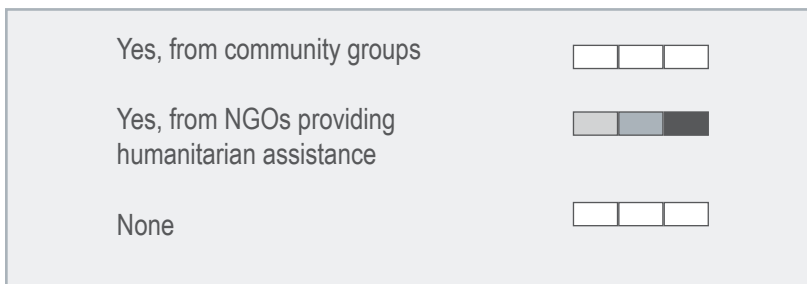 Yes, from community groups
Yes, from NGOs providing
humanitarian assistance
None